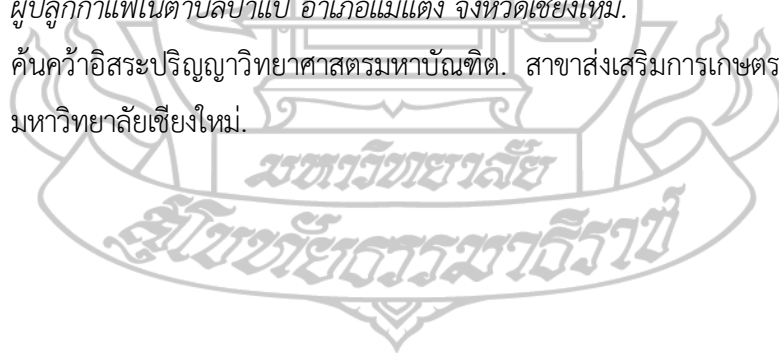 ผู้ปลูกกาแฟในตำบลป่าแป๋ อำเภอแม่แตง จังหวัดเชียงใหม่.
ค้นคว้าอิสระปริญญาวิทยาศาสตรมหาบัณฑิต. สาขาส่งเสริมการเกษตร
มหาวิทยาลัยเชียงใหม่.
มหาวิทยาลัย
สุโขทัยธรรมาธิราช